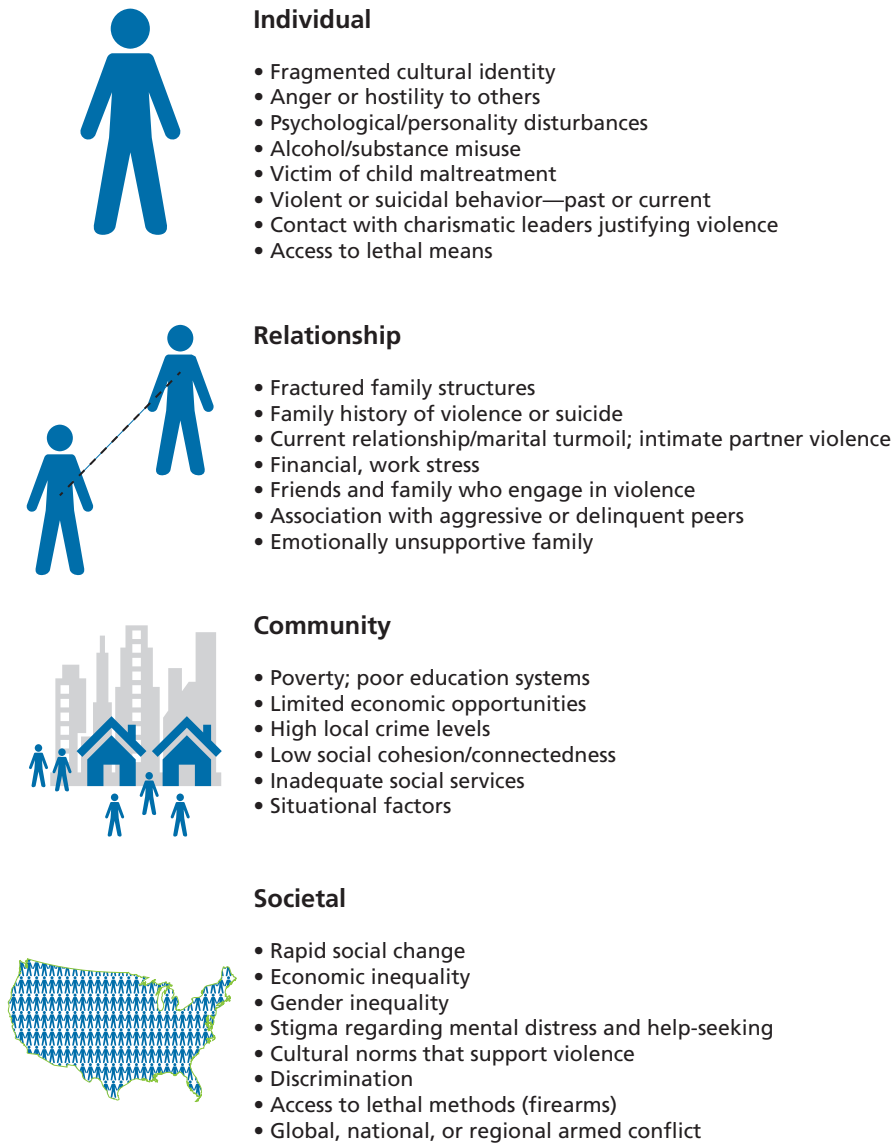 Individual
• Fragmented cultural identity
• Anger or hostility to others
• Psychological/personality disturbances
• Alcohol/substance misuse
• Victim of child maltreatment
• Violent or suicidal behavior—past or current
• Contact with charismatic leaders justifying violence
• Access to lethal means
Relationship
• Fractured family structures
• Family history of violence or suicide
• Current relationship/marital turmoil; intimate partner violence
• Financial, work stress
• Friends and family who engage in violence
• Association with aggressive or delinquent peers
• Emotionally unsupportive family
Community
• Poverty; poor education systems
• Limited economic opportunities
• High local crime levels
• Low social cohesion/connectedness
• Inadequate social services
• Situational factors
Societal
• Rapid social change
• Economic inequality
• Gender inequality
• Stigma regarding mental distress and help-seeking
• Cultural norms that support violence
• Discrimination
• Access to lethal methods (firearms)
• Global, national, or regional armed conflict